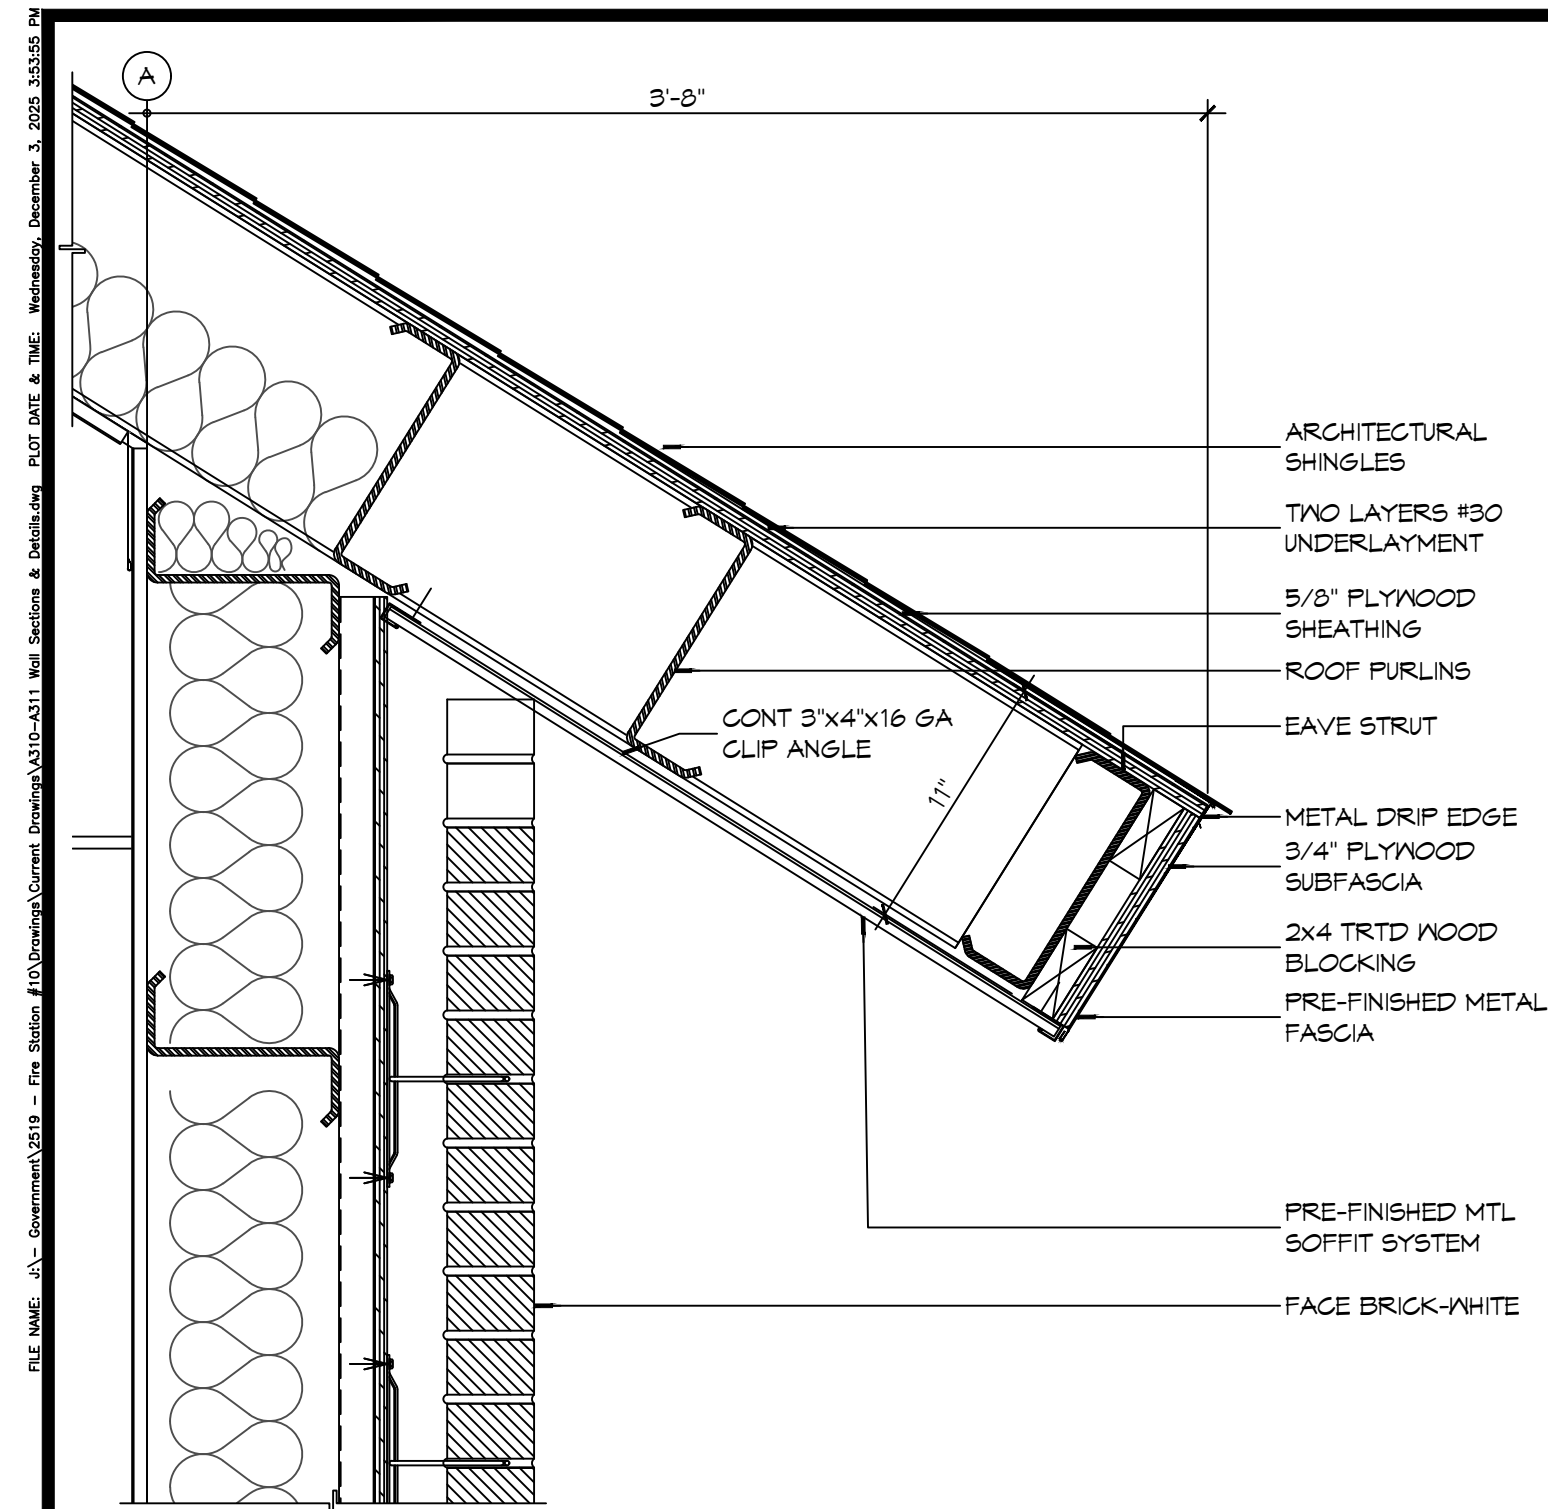 FILE NAME: J:\- Government\2519 - Fire Station #10\Drawings\Current Drawings\A310-A311 Wall Sections & Details.dwg PLOT DATE & TIME: Wednesday, December 3, 2025 3:53:55 PM
A
3'-8"
ARCHITECTURAL
SHINGLES
TWO LAYERS #30
UNDERLAYMENT
5/8" PLYWOOD
SHEATHING
ROOF PURLINS
CONT 3"x4"x16 GA
CLIP ANGLE
EAVE STRUT
11"
METAL DRIP EDGE
3/4" PLYWOOD
SUBFASCIA
2x4 TRTD WOOD
BLOCKING
PRE-FINISHED METAL
FASCIA
PRE-FINISHED MTL
SOFFIT SYSTEM
FACE BRICK-WHITE